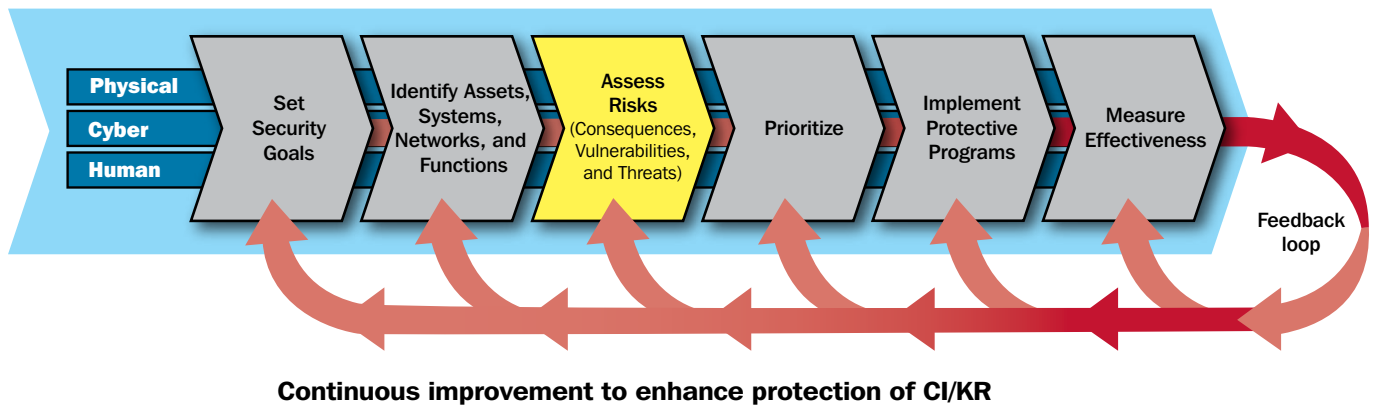 Physical
Cyber
Human
Set
Security
Goals
Identify Assets,
Systems,
Networks, and
Functions
Assess
Risks
(Consequences,
Vulnerabilities,
and Threats)
Prioritize
Implement
Protective
Programs
Measure
Effectiveness
Feedback
loop
Continuous improvement to enhance protection of CI/KR